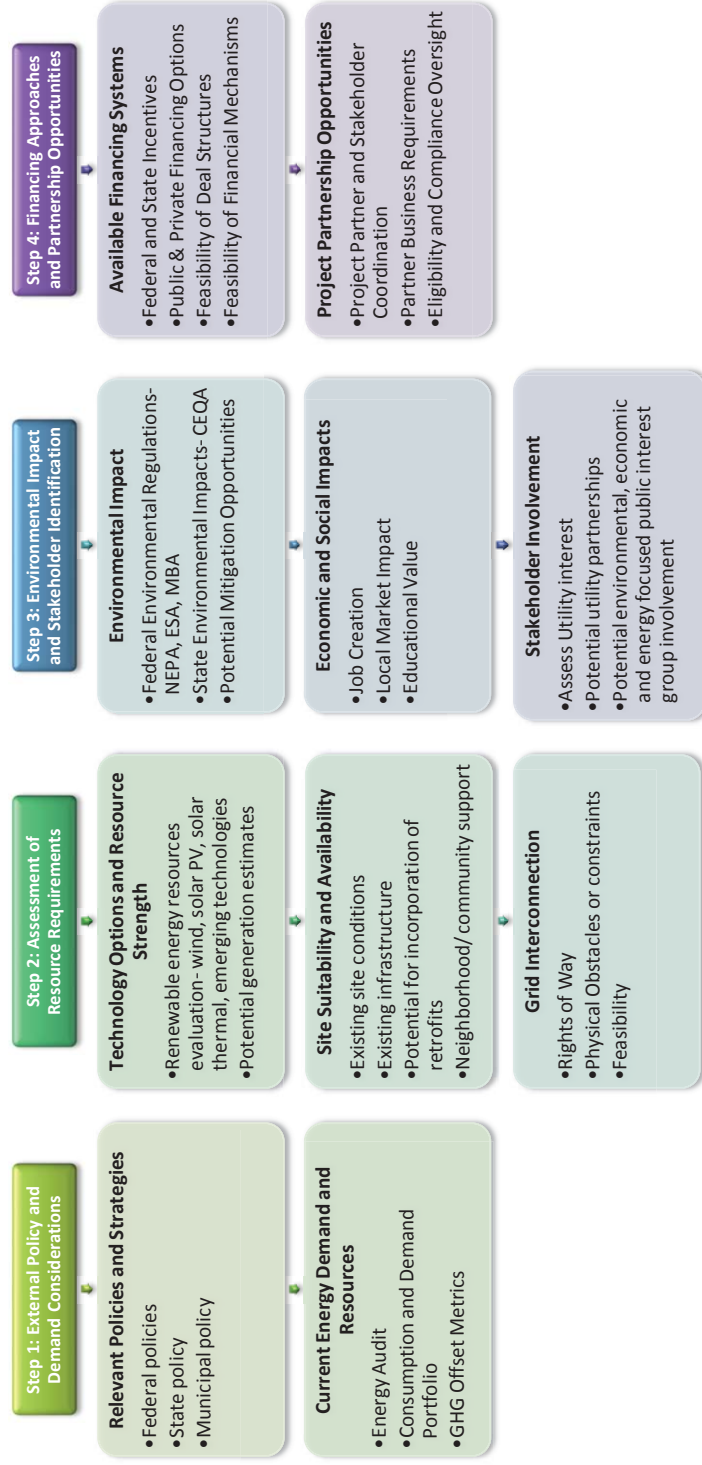 Step 1: External Policy and
Demand Considerations
Relevant Policies and Strategies
•Federal policies
•State policy
•Municipal policy
Current Energy Demand and
Resources
•Energy Audit
•Consumption and Demand
Portfolio
•GHG Offset Metrics
Step 2: Assessment of
Resource Requirements
Technology Options and Resource
Strength
•Renewable energy resources
evaluation- wind, solar PV, solar
thermal, emerging technologies
•Potential generation estimates
Site Suitability and Availability
•Existing site conditions
•Existing infrastructure
•Potential for incorporation of
retrofits
•Neighborhood/ community support
Grid Interconnection
•Rights of Way
•Physical Obstacles or constraints
•Feasibility
Step 3: Environmental Impact
and Stakeholder Identification
Environmental Impact
•Federal Environmental Regulations-
NEPA, ESA, MBA
•State Environmental Impacts- CEQA
•Potential Mitigation Opportunities
Economic and Social Impacts
•Job Creation
•Local Market Impact
•Educational Value
Stakeholder Involvement
•Assess Utility interest
•Potential utility partnerships
•Potential environmental, economic
and energy focused public interest
group involvement
Step 4: Financing Approaches
and Partnership Opportunities
Available Financing Systems
•Federal and State Incentives
•Public & Private Financing Options
•Feasibility of Deal Structures
•Feasibility of Financial Mechanisms
Project Partnership Opportunities
•Project Partner and Stakeholder
Coordination
•Partner Business Requirements
•Eligibility and Compliance Oversight